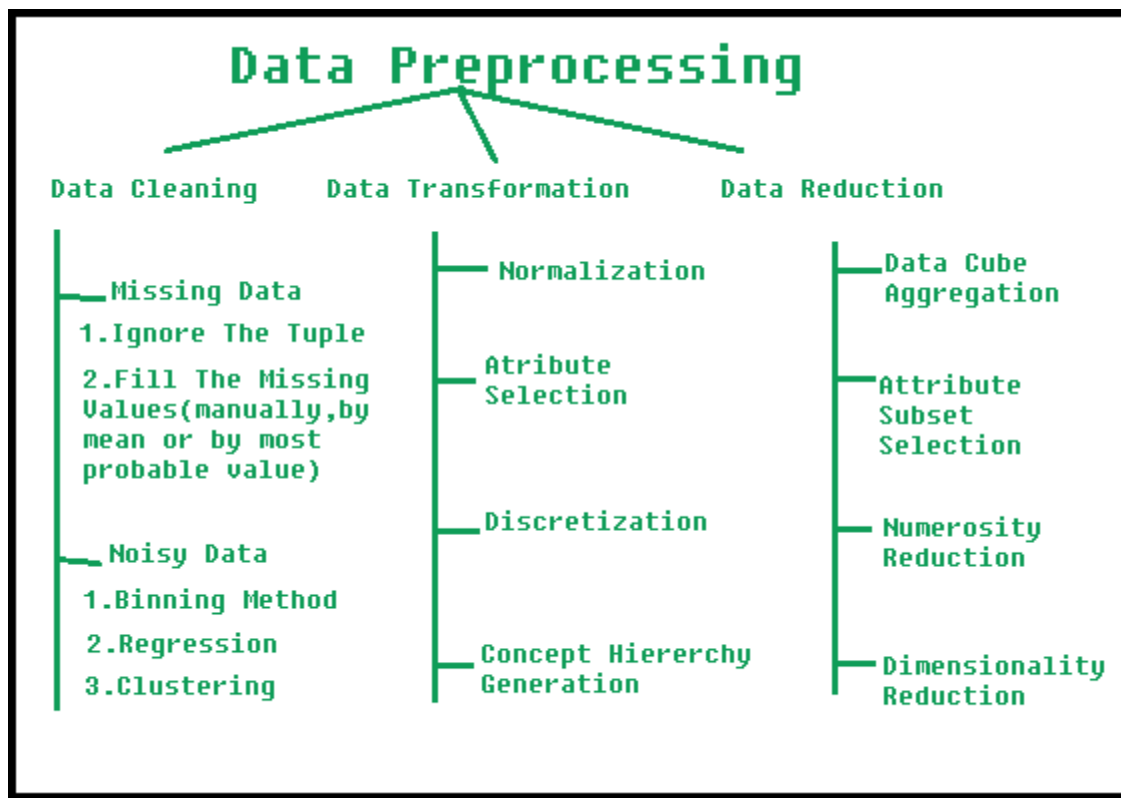 Data Preprocessing
Data Cleaning
Missing Data
1.Ignore The Tuple
2.Fill The Missing
Values(manually,by
mean or by most
probable value)
Noisy Data
1.Binning Method
2.Regression
3.Clustering
Data Transformation
Normalization
Atribute
Selection
Discretization
Concept Hiererchy
Generation
Data Reduction
Data Cube
Aggregation
Attribute
Subset
Selection
Numerosity
Reduction
Dimensionality
Reduction